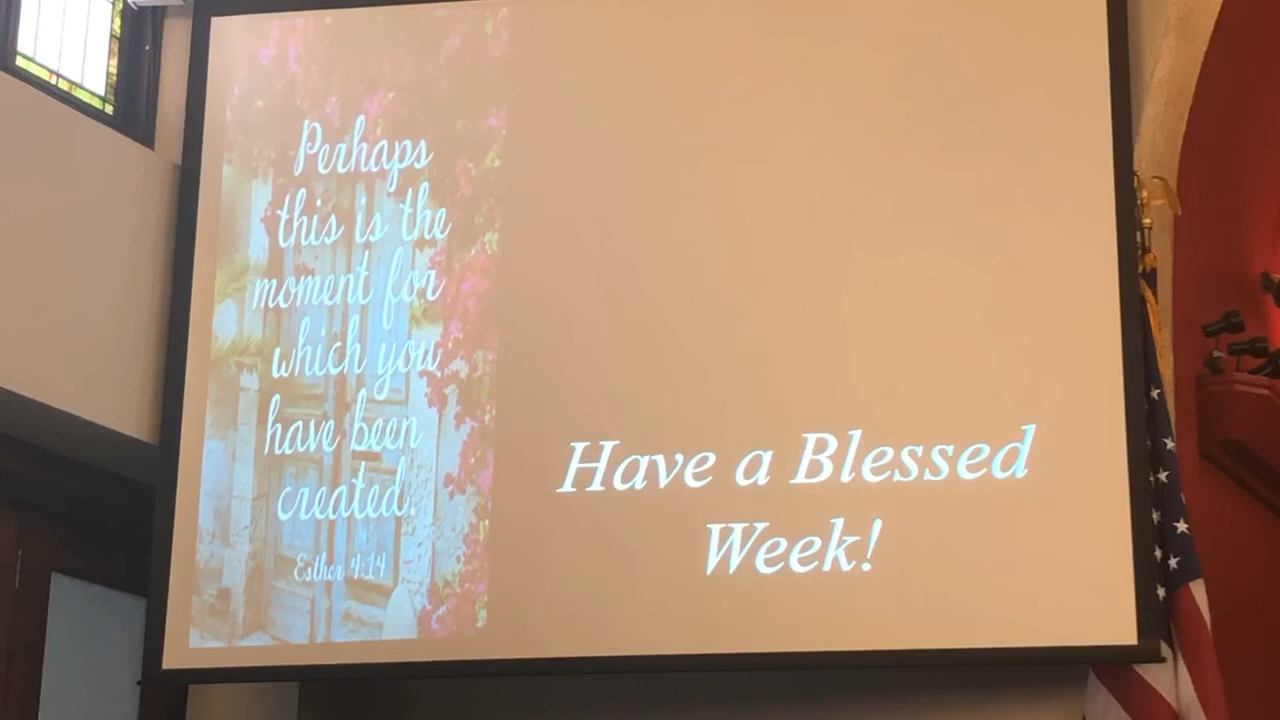 Perhaps
this is the
moment for
which you
have been
created.
Esther 4:14
Have a Blessed
Week!